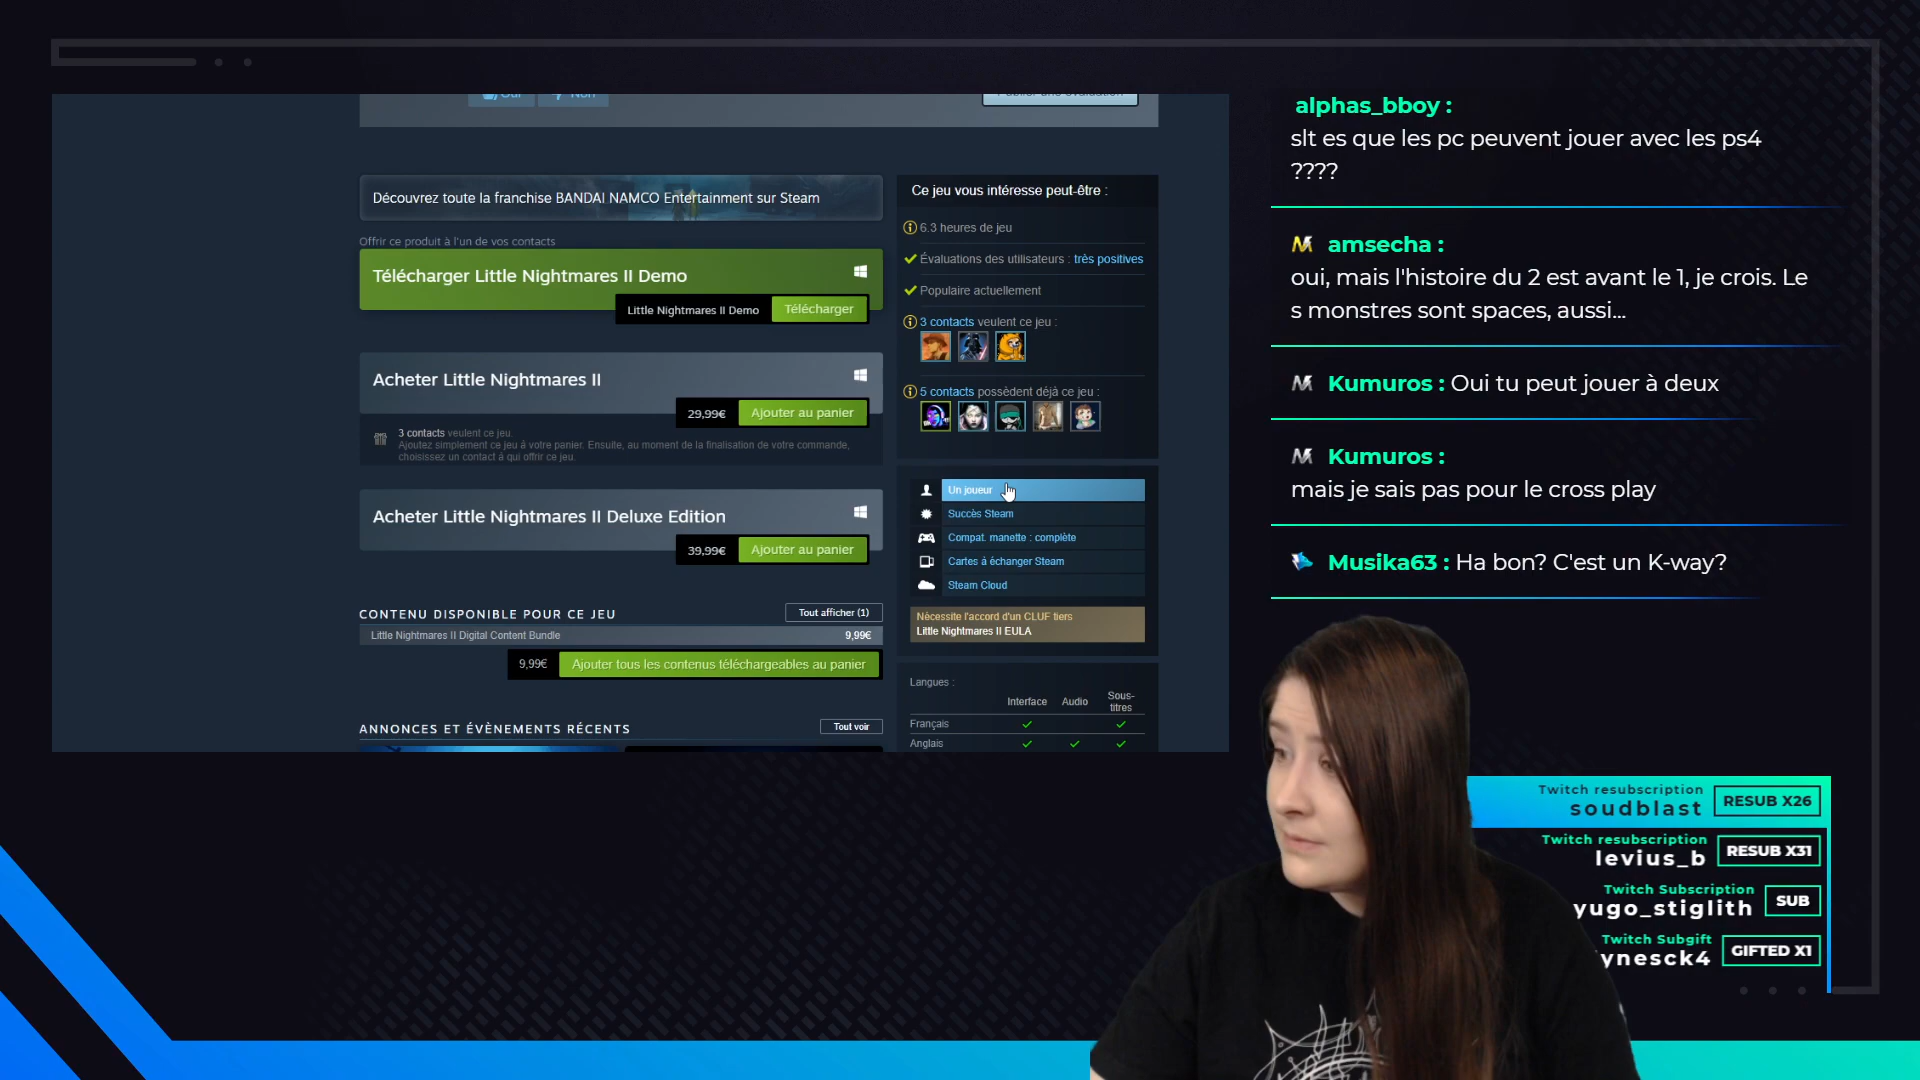 Oui
Non
Publier une évaluation
Découvrez toute la franchise BANDAI NAMCO Entertainment sur Steam
Offrir ce produit à l'un de vos contacts
Télécharger Little Nightmares II Demo
Little Nightmares II Demo
Télécharger
Acheter Little Nightmares II
29,99€
Ajouter au panier
3 contacts veulent ce jeu.
Ajoutez simplement ce jeu à votre panier. Ensuite, au moment de la finalisation de votre commande,
choisissez un contact à qui offrir ce jeu.
Acheter Little Nightmares II Deluxe Edition
39,99€
Ajouter au panier
CONTENU DISPONIBLE POUR CE JEU
Tout afficher (1)
Little Nightmares II Digital Content Bundle
9,99€
9,99€
Ajouter tous les contenus téléchargeables au panier
ANNONCES ET ÉVÈNEMENTS RÉCENTS
Tout voir
Ce jeu vous intéresse peut-être :
6.3 heures de jeu
Évaluations des utilisateurs : très positives
Populaire actuellement
3 contacts veulent ce jeu :
5 contacts possèdent déjà ce jeu :
Un joueur
Succès Steam
Compat. manette : complète
Cartes à échanger Steam
Steam Cloud
Nécessite l'accord d'un CLUF tiers
Little Nightmares II EULA
Langues :
Interface
Audio
Sous-
titres
Français
Anglais
alphas_bboy :
slt es que les pc peuvent jouer avec les ps4
????
amsecha :
oui, mais l'histoire du 2 est avant le 1, je crois. Le
s monstres sont spaces, aussi...
Kumuros : Oui tu peut jouer à deux
Kumuros :
mais je sais pas pour le cross play
Musika63 : Ha bon? C'est un K-way?
Twitch resubscription
soudblast
RESUB X26
Twitch resubscription
levius_b
RESUB X31
Twitch Subscription
yugo_stiglith
SUB
Twitch Subgift
ynesck4
GIFTED X1